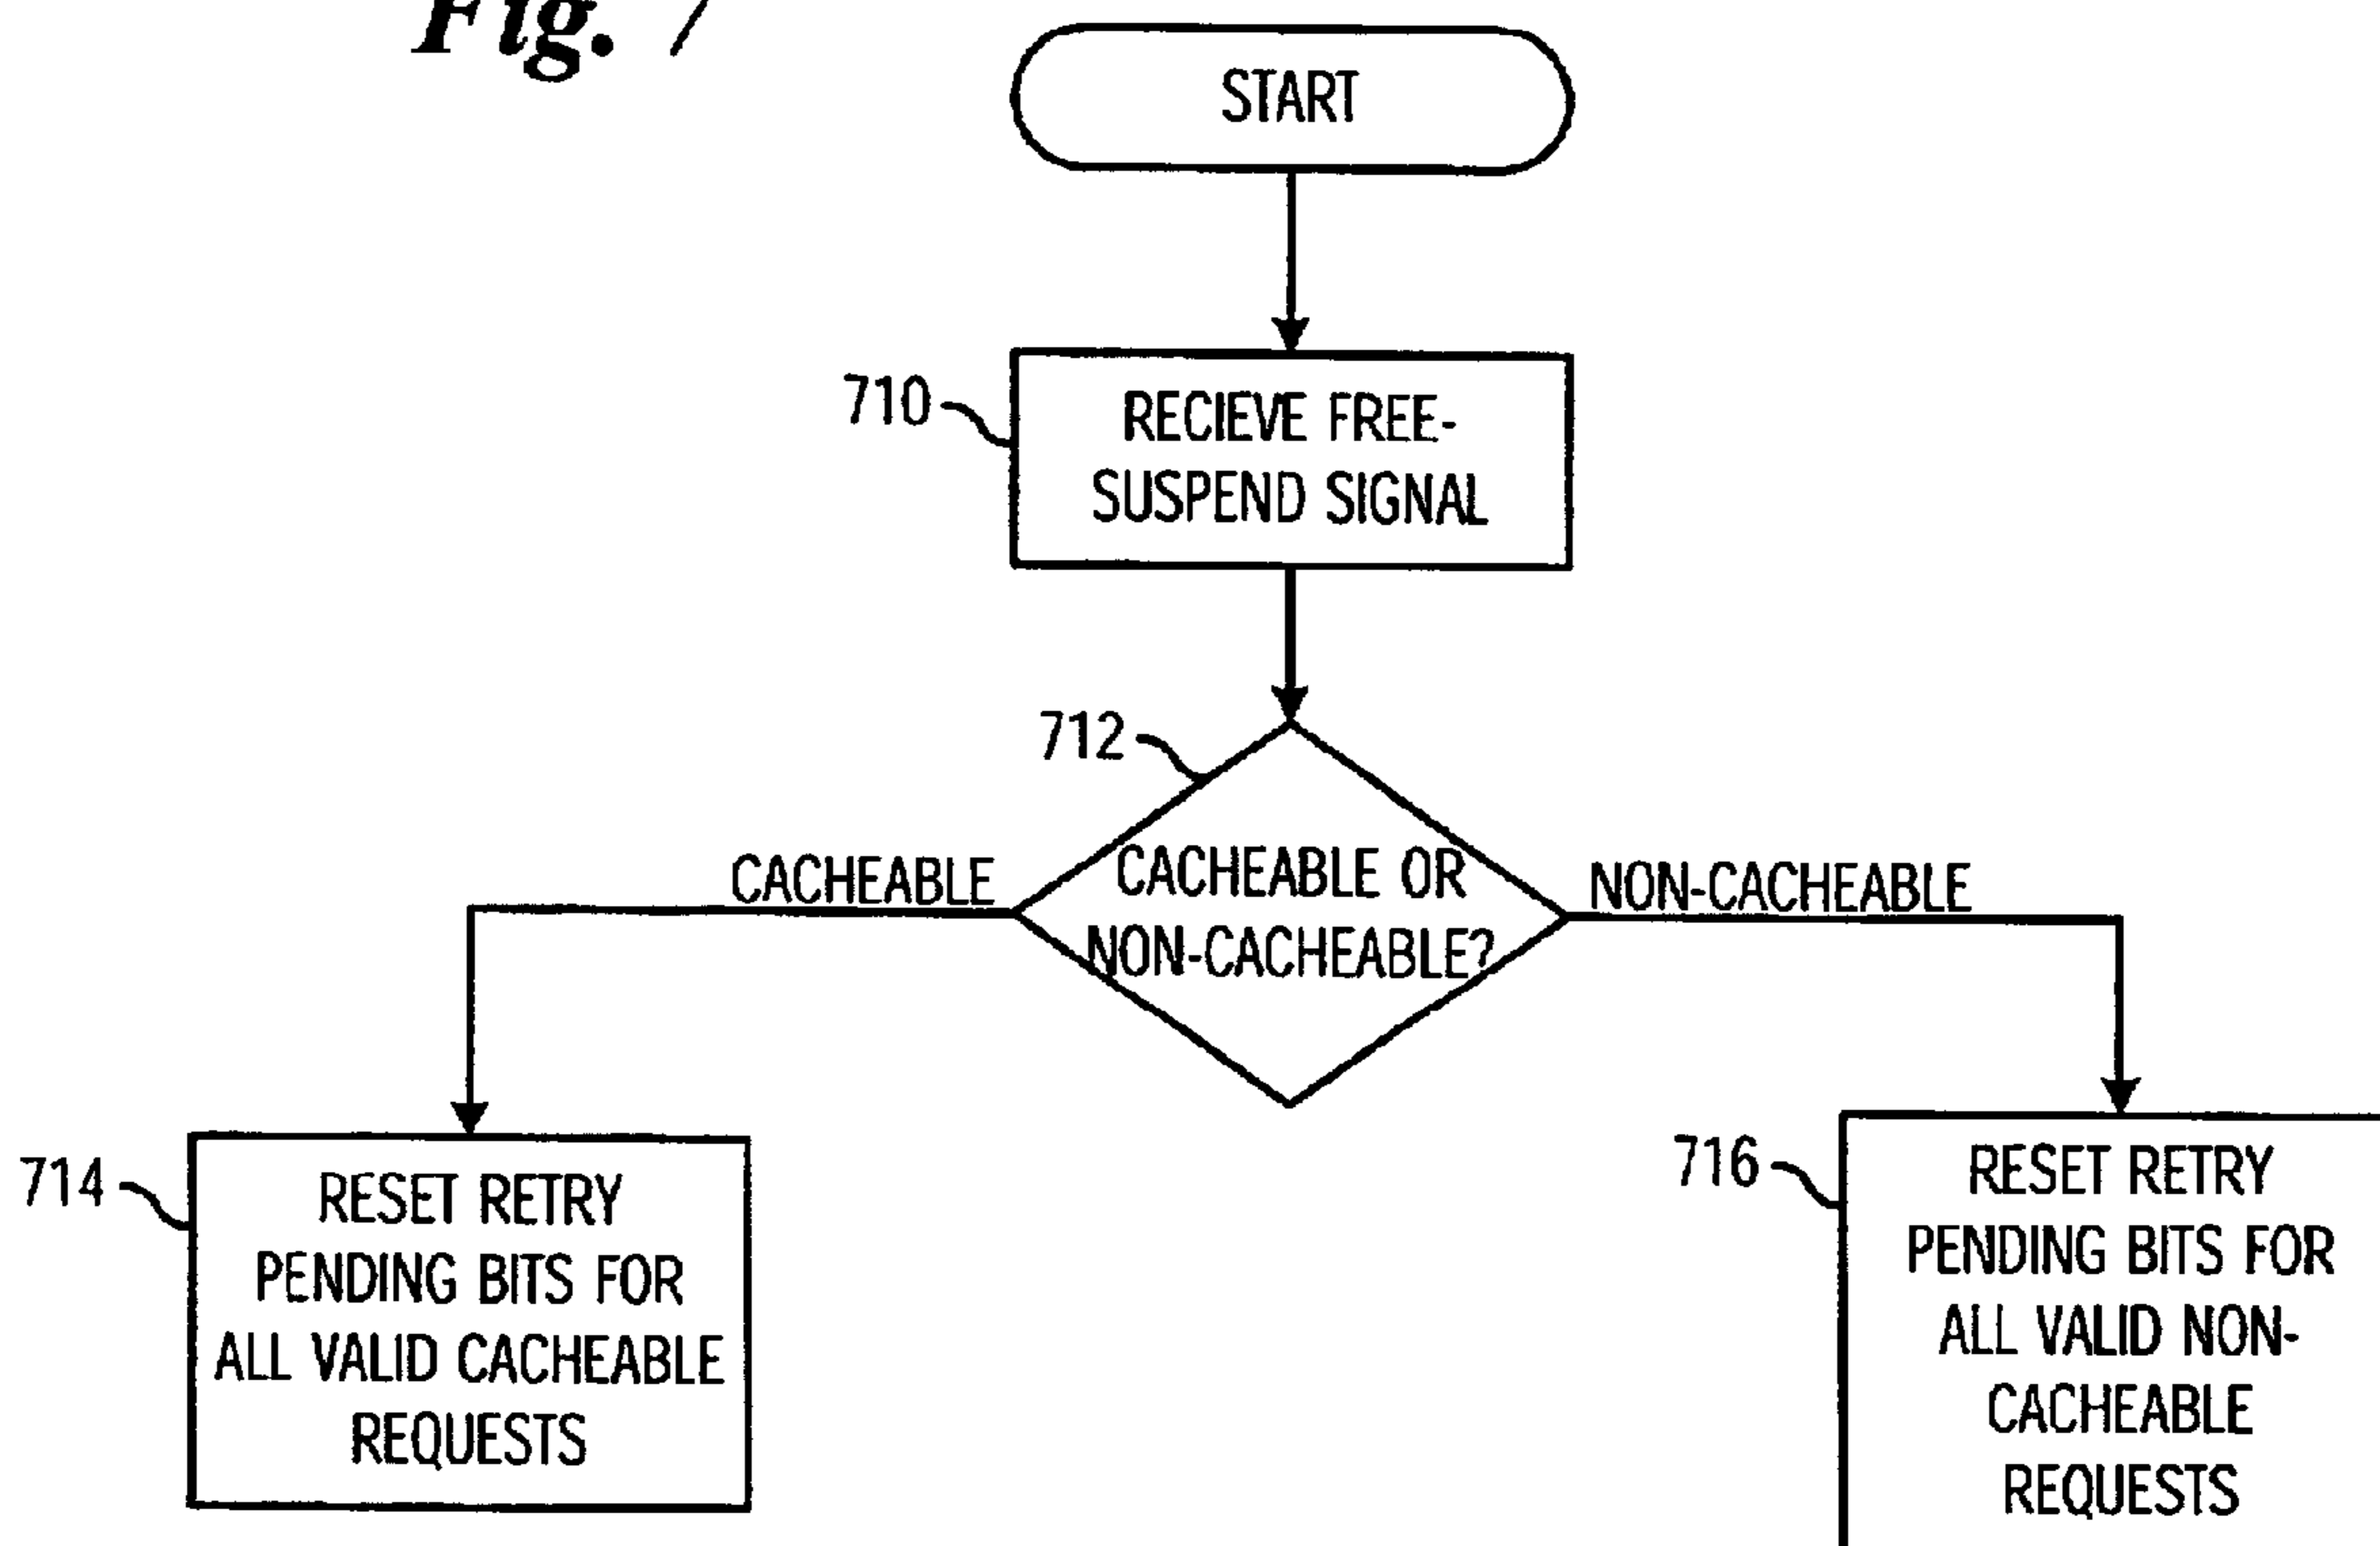 Fig. 7
START
710
RECIEVE FREE-
SUSPEND SIGNAL
712
CACHEABLE
CACHEABLE OR
NON-CACHEABLE?
NON-CACHEABLE
714
RESET RETRY
PENDING BITS FOR
ALL VALID CACHEABLE
REQUESTS
716
RESET RETRY
PENDING BITS FOR
ALL VALID NON-
CACHEABLE
REQUESTS